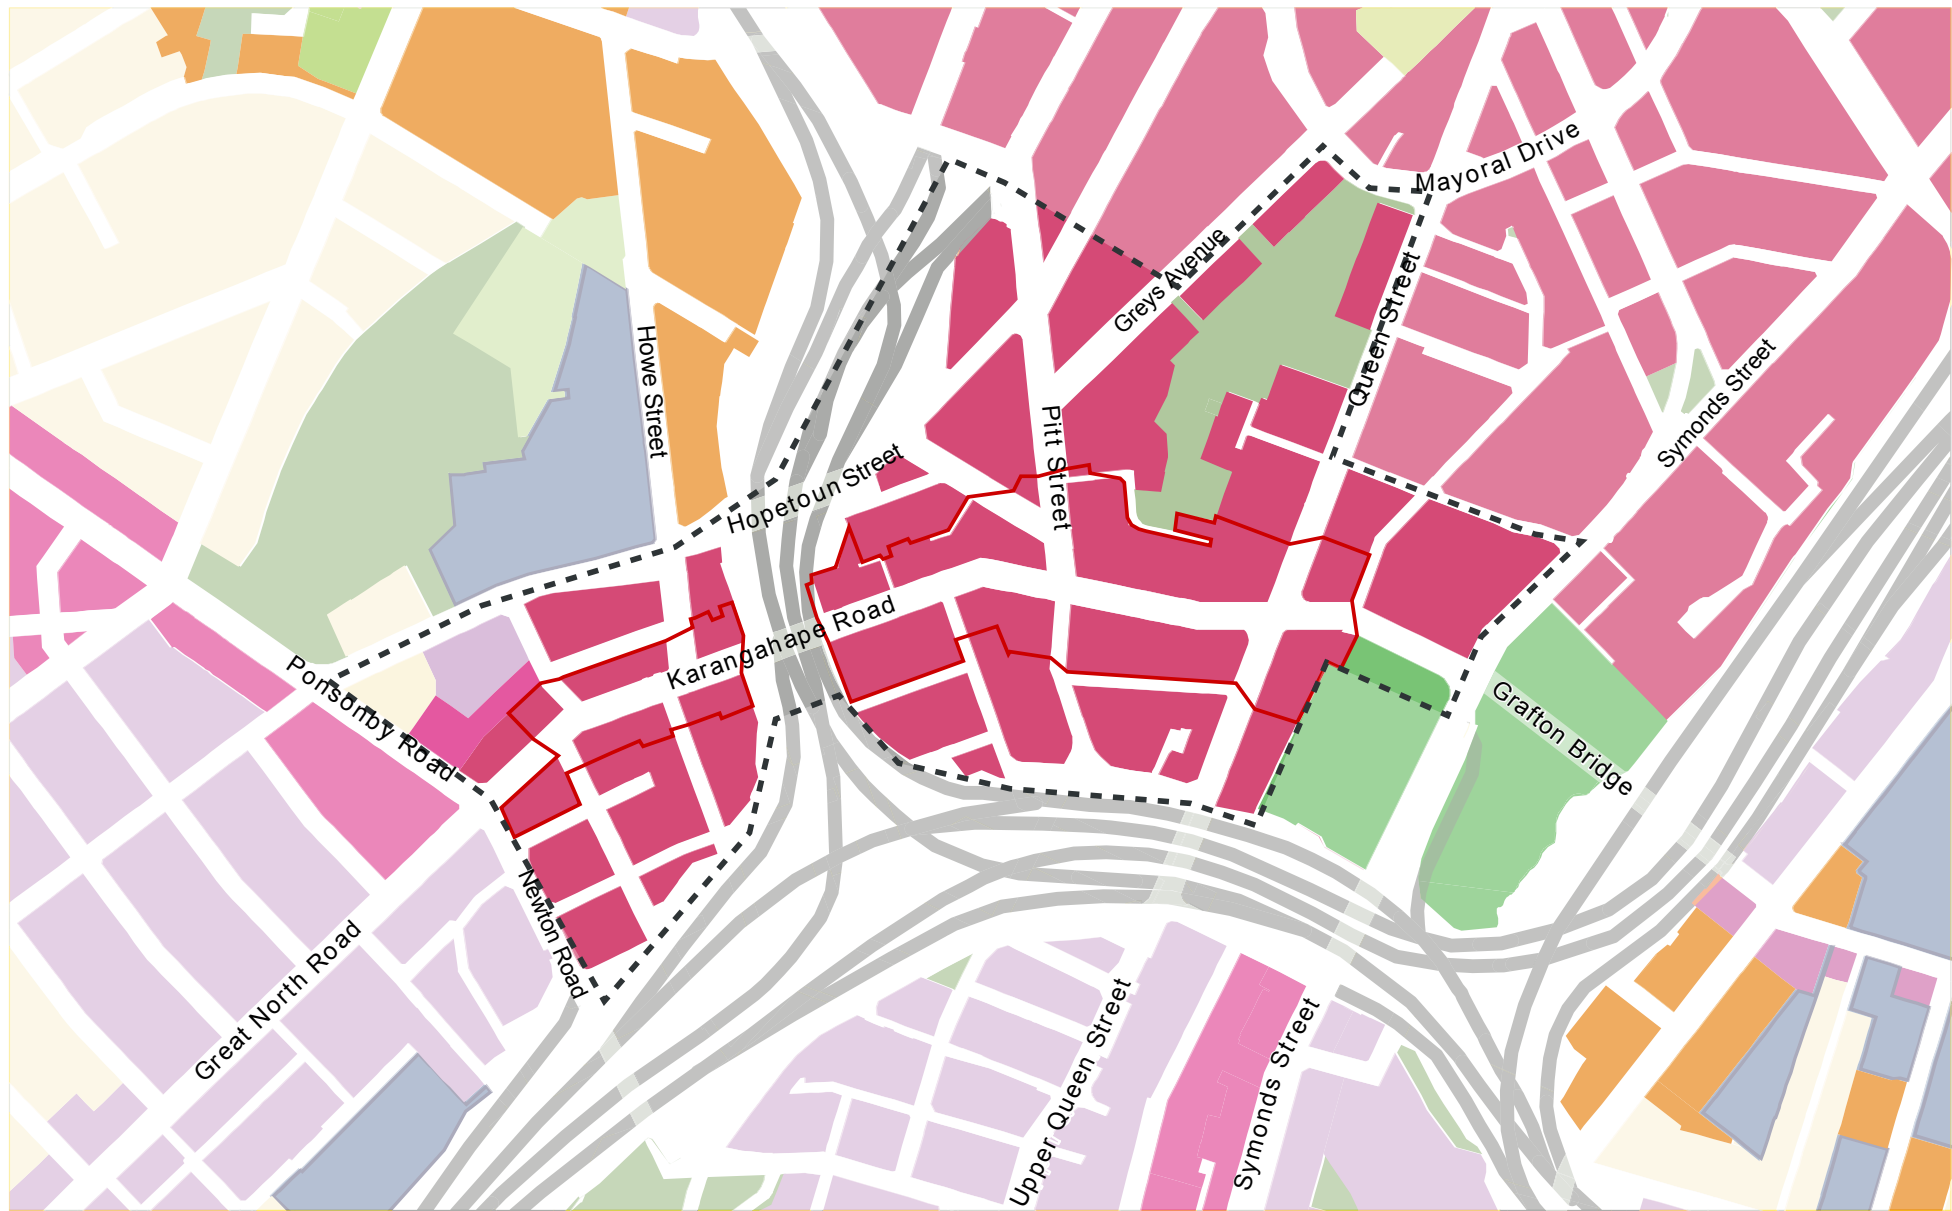 Mayoral Drive
Greys Avenue
Queen Street
Howe Street
Symonds Street
Pitt Street
Hopetoun Street
Karangahape Road
Ponsonby Road
Grafton Bridge
Newton Road
Great North Road
Upper Queen Street
Symonds Street